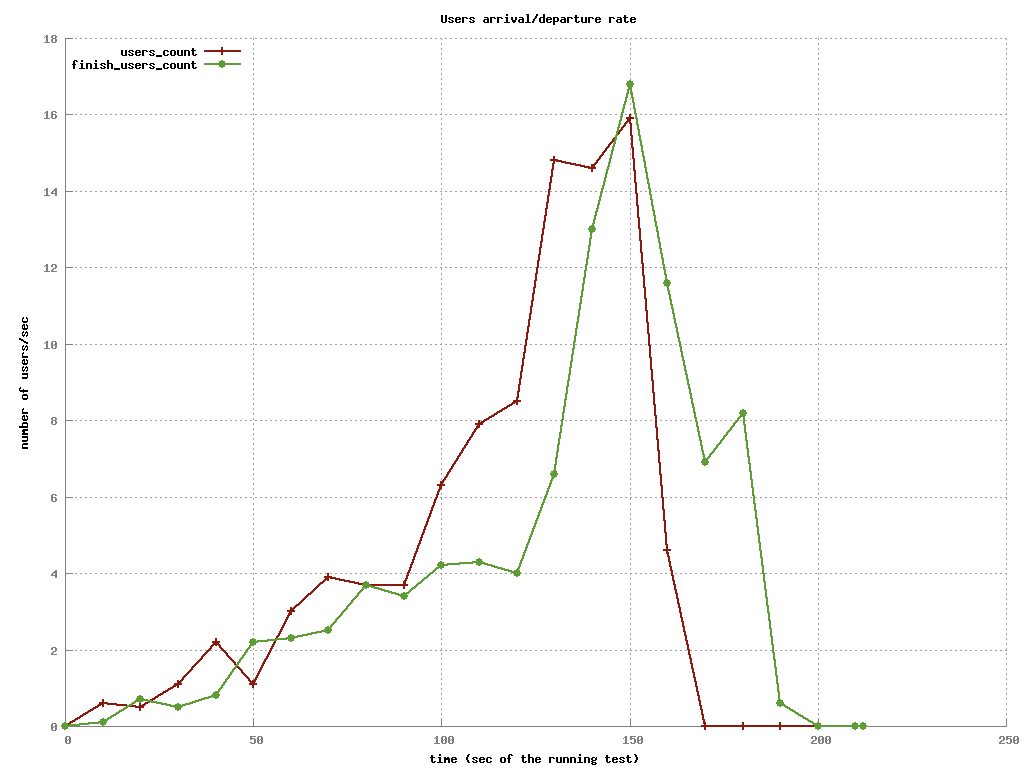 Users arrival/departure rate
18
users_count
finish_users_count
16
14
12
10
number of users/sec
8
6
4
2
0
0 50 100 150 200 250
time (sec of the running test)